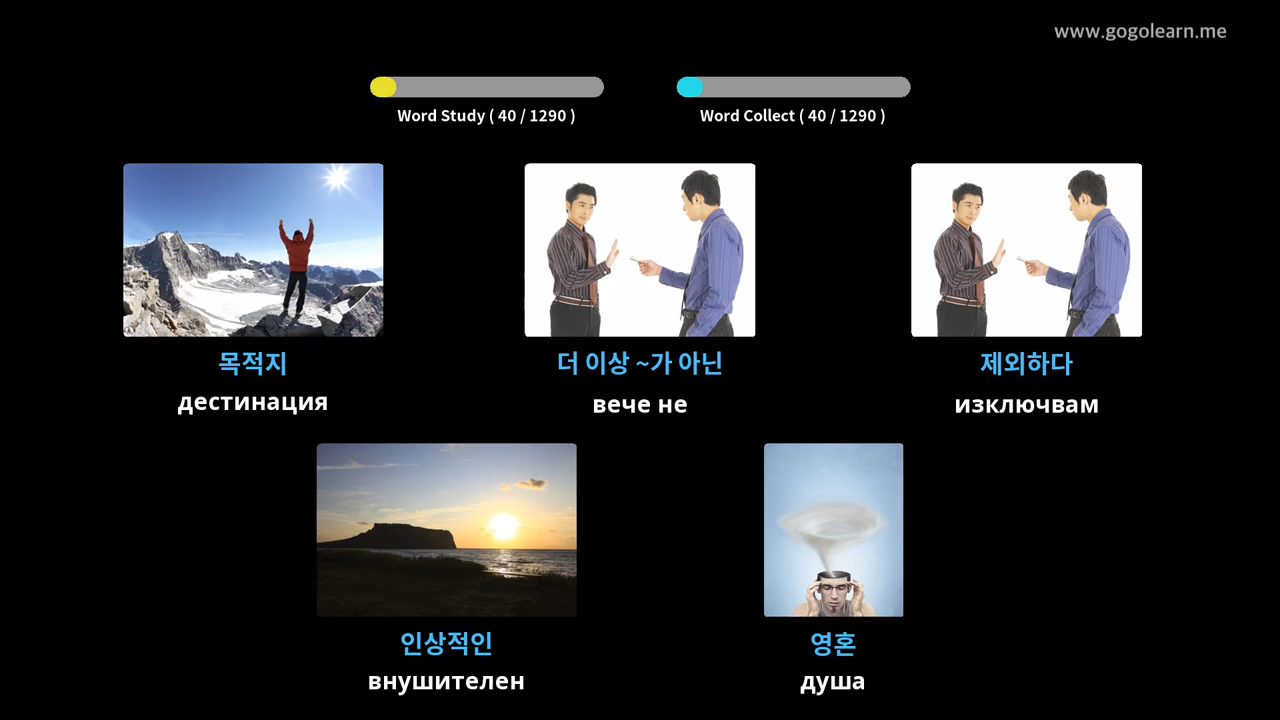 www.gogolearn.me
Word Study ( 40 / 1290 )
Word Collect ( 40 / 1290 )
목적지
дестинация
더 이상 ~가 아닌
вече не
제외하다
изключвам
인상적인
внушителен
영혼
душа